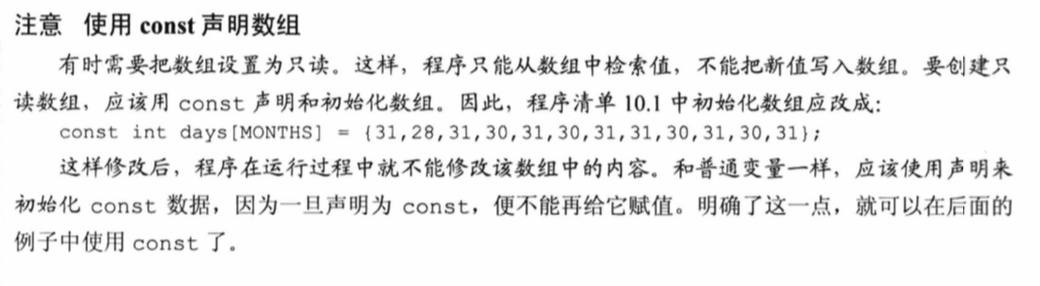 注意 使用 const 声明数组
有时需要把数组设置为只读。这样，程序只能从数组中检索值，不能把新值写入数组。要创建只
读数组，应该用 const 声明和初始化数组。因此，程序清单 10.1 中初始化数组应改成：
const int days[MONTHS] = {31,28,31,30,31,30,31,31,30,31,30,31};
这样修改后，程序在运行过程中就不能修改该数组中的内容。和普通变量一样，应该使用声明来
初始化 const 数据，因为一旦声明为 const，便不能再给它赋值。明确了这一点，就可以在后面的
例子中使用 const 了。